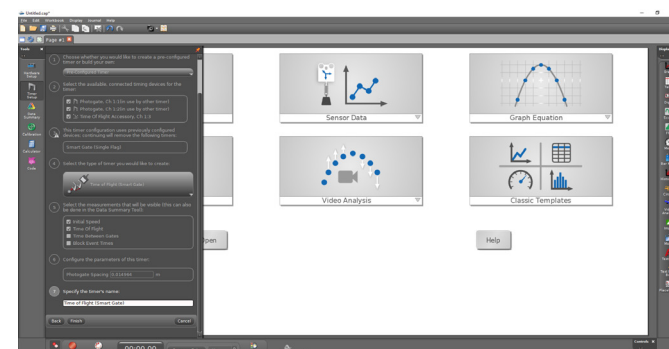 Untitled.cap*
File Edit Workbook Display Journal Help
Page #1
Tools
Hardware Setup
Timer Setup
Data Summary
Calibration
Calculator
Code
1 Choose whether you would like to create a pre-configured timer or build your own:
Pre-Configured Timer
2 Select the available, connected timing devices for the timer:
Photogate, Ch 1 (in use by other timer)
Photogate, Ch 1 (in use by other timer)
Time Of Flight Accessory, Ch 1
This timer configuration uses previously configured devices; continuing will remove the following timers:
Smart Gate (Single Flag)
4 Select the type of timer you would like to create:
Time of Flight (Smart Gate)
5 Select the measurements that will be visible (this can also be done in the Data Summary Tool)
Initial Speed
Time Of Flight
Time Between Gates
Block Event Times
6 Configure the parameters of this timer:
Photogate Spacing
m
7 Specify the timer's name:
Time of Flight (Smart Gate)
Back Finish Cancel
Sensor Data
Graph Equation
Video Analysis
Classic Templates
Open
Help
00:00.00
Controls